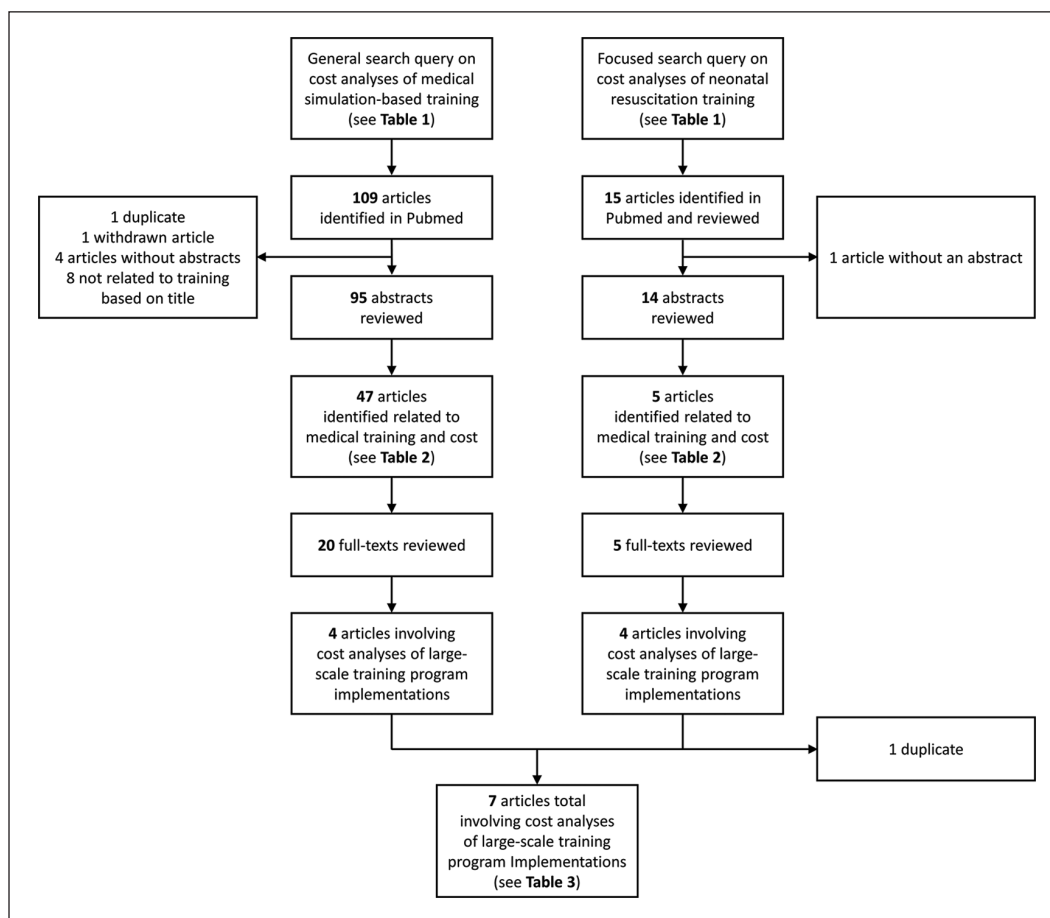 General search query on
cost analyses of medical
simulation-based training
(see Table 1)
Focused search query on
cost analyses of neonatal
resuscitation training
(see Table 1)
109 articles
identified in Pubmed
15 articles identified in
Pubmed and reviewed
1 duplicate
1 withdrawn article
4 articles without abstracts
8 not related to training
based on title
1 article without an abstract
95 abstracts
reviewed
14 abstracts
reviewed
47 articles
identified related to
medical training and cost
(see Table 2)
5 articles
identified related to
medical training and cost
(see Table 2)
20 full-texts reviewed
5 full-texts reviewed
4 articles involving
cost analyses of large-
scale training program
implementations
4 articles involving
cost analyses of large-
scale training program
implementations
1 duplicate
7 articles total
involving cost analyses
of large-scale training
program Implementations
(see Table 3)